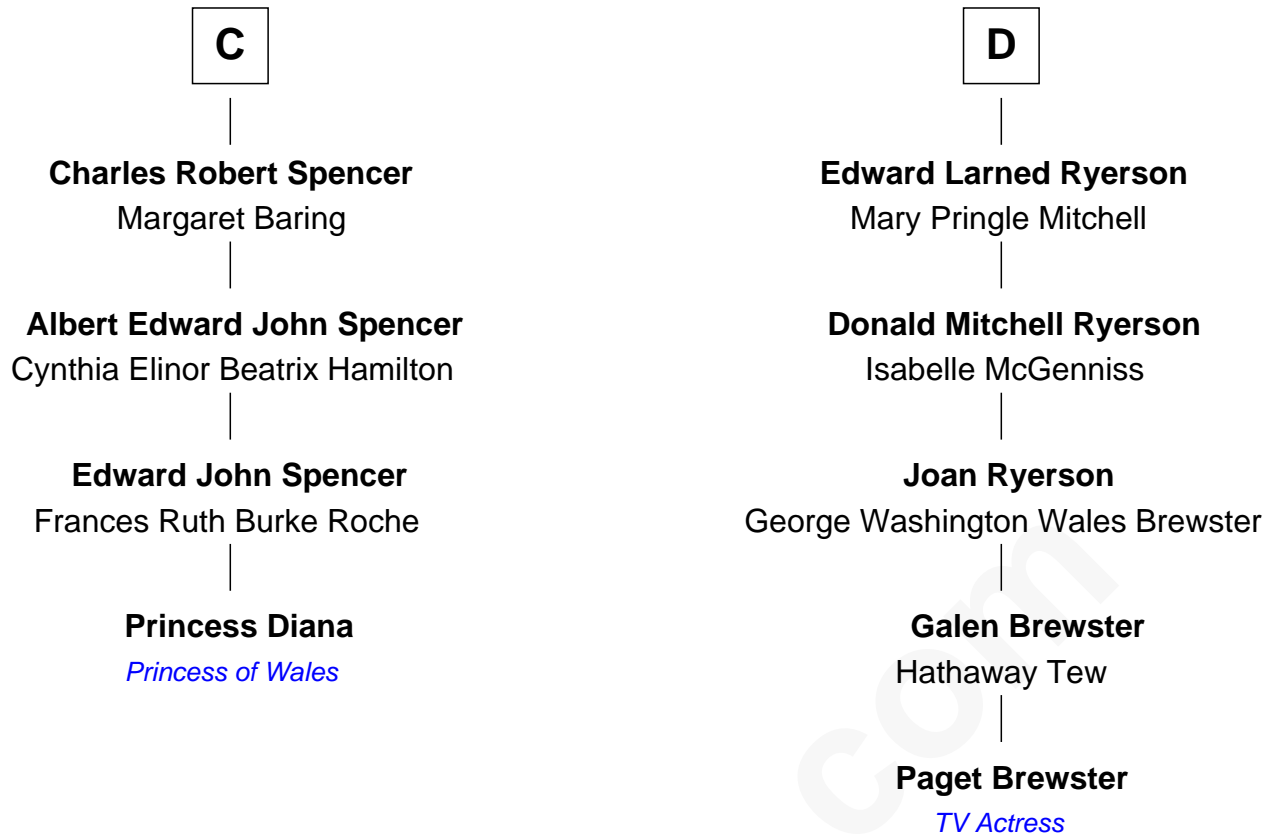 C
Charles Robert Spencer
Margaret Baring
Albert Edward John Spencer
Cynthia Elinor Beatrix Hamilton
Edward John Spencer
Frances Ruth Burke Roche
Princess Diana
Princess of Wales
D
Edward Larned Ryerson
Mary Pringle Mitchell
Donald Mitchell Ryerson
Isabelle McGenniss
Joan Ryerson
George Washington Wales Brewster
Galen Brewster
Hathaway Tew
Paget Brewster
TV Actress
com